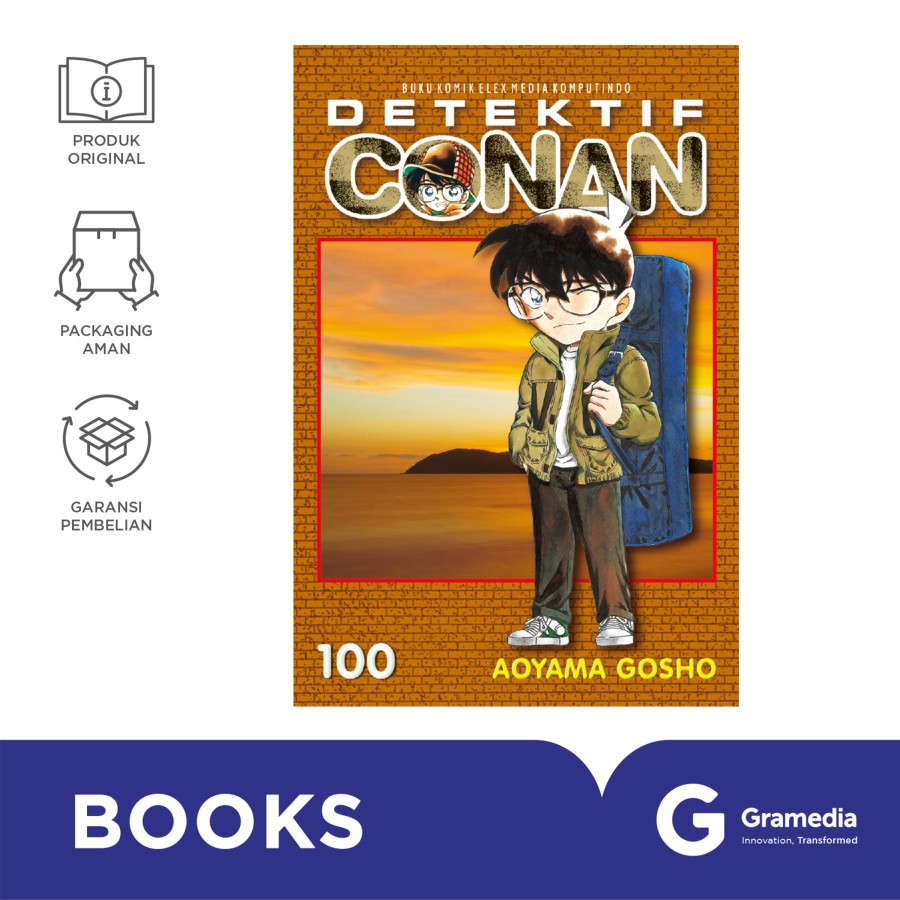 PRODUK
ORIGINAL
PACKAGING
AMAN
GARANSI
PEMBELIAN
BUKU KOMIK ELEX MEDIA KOMPUTINDO
DETEKTIF
CONAN
100
AOYAMA GOSHO
BOOKS
G Gramedia
Innovation, Transformed